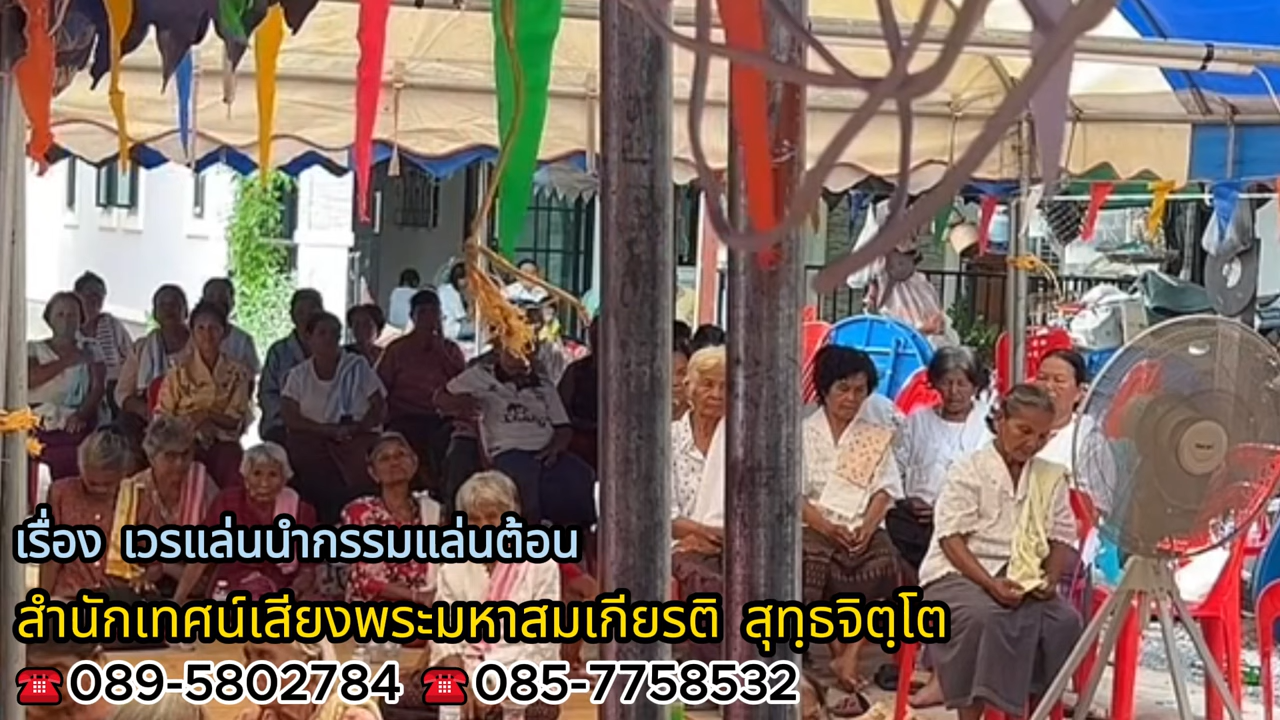 เรื่อง เวรแล่นนำกรรมแล่นต้อน
สำนักเทศน์เสียงพระมหาสมเกียรติ สุทฺธจิตฺโต
☎089-5802784 ☎085-7758532